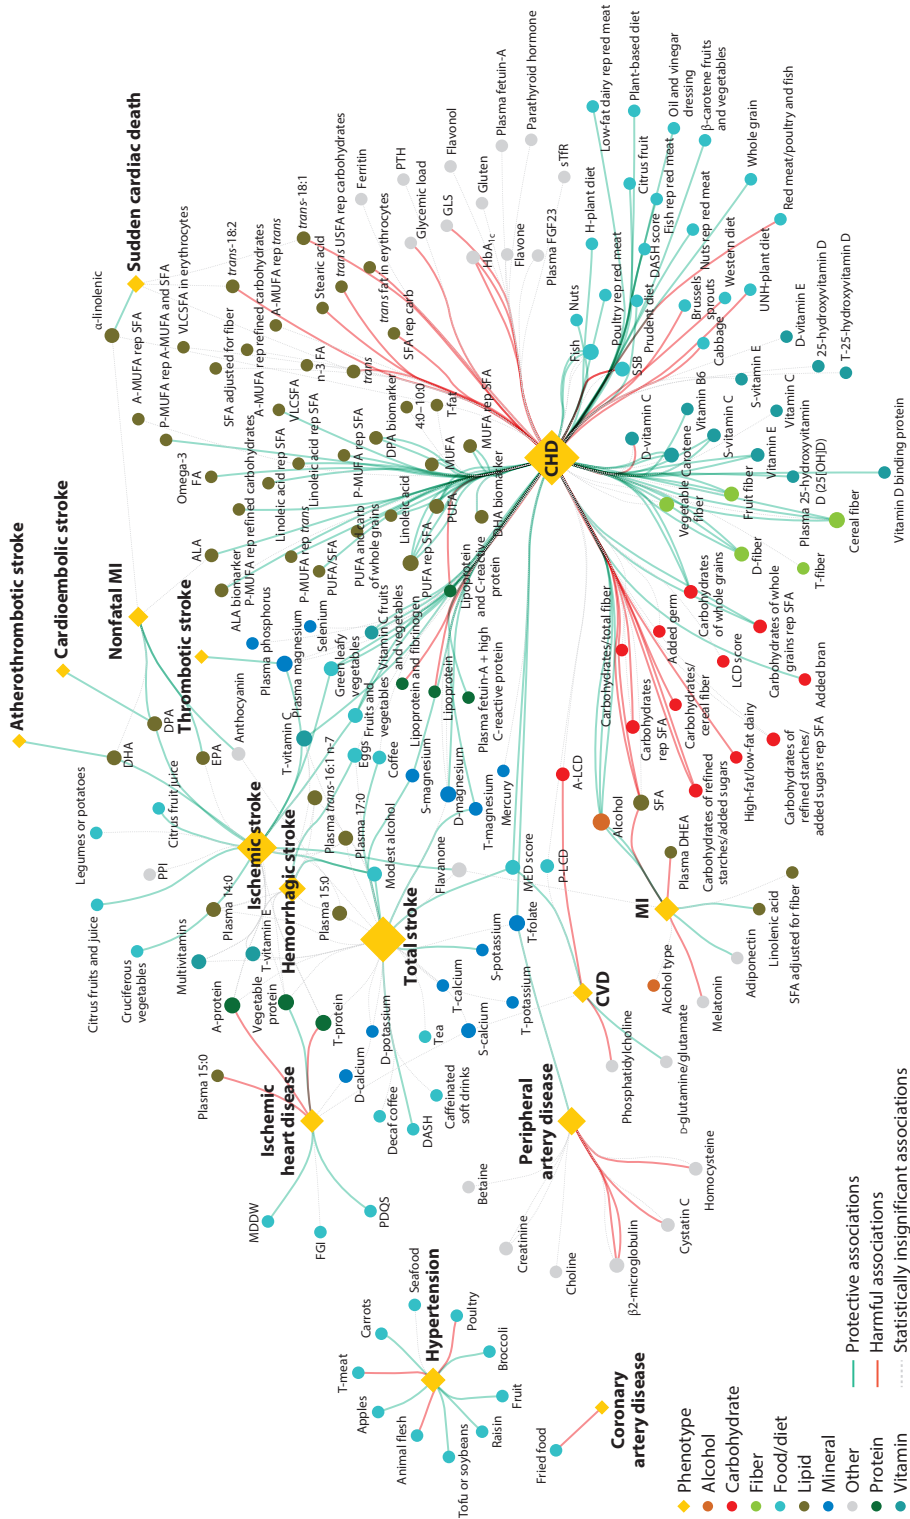 Atherothrombotic stroke
Cardioembolic stroke
Nonfatal MI
Thrombotic stroke
Sudden cardiac death
α-linolenic
A-MUFA rep SFA
P-MUFA rep A-MUFA and SFA
VLCSFA in erythrocytes
trans-18:2
SFA adjusted for fiber
A-MUFA rep refined carbohydrates
A-MUFA rep trans
trans-18:1
Stearic acid
trans USFA rep carbohydrates
trans fat in erythrocytes
SFA rep carb
n-3 FA
trans
VLCSFA
Omega-3
FA
ALA
ALA biomarker
P-MUFA rep refined carbohydrates
Linoleic acid rep SFA
Linoleic acid rep SFA
P-MUFA rep SFA
P-MUFA rep trans
PUFA/SFA
PUFA and carb
of whole grains
Linoleic acid
PUFA rep SFA
PUFA
MUFA
DPA biomarker
4:0–10:0
T-fat
MUFA rep SFA
DHA biomarker
Ferritin
PTH
Glycemic load
Flavonol
GLS
Gluten
Plasma fetuin-A
Parathyroid hormone
HbA1c
Flavone
sTfR
Plasma FGF23
CHD
H-plant diet
Nuts
Fish
Poultry rep red meat
SSB
Prudent diet
DASH score
Low-fat dairy rep red meat
Plant-based diet
Citrus fruit
Fish rep red meat
Oil and vinegar
dressing
β-carotene fruits
and vegetables
Nuts rep red meat
Whole grain
Western diet
Brussels
sprouts
Cabbage
UNH-plant diet
Red meat/poultry and fish
D-vitamin E
25-hydroxyvitamin D
T-25-hydroxyvitamin D
S-vitamin E
D-vitamin C
Vitamin B6
Carotene
S-vitamin C
Vitamin C
Vitamin E
Vegetable
fiber
Fruit fiber
Plasma 25-hydroxyvitamin
D (25[OH]D)
Cereal fiber
Vitamin D binding protein
D-fiber
T-fiber
Carbohydrates
of whole grains
Carbohydrates of whole
grains rep SFA
Added germ
LCD score
Added bran
Carbohydrates/total fiber
Carbohydrates
rep SFA
Carbohydrates/
cereal fiber
Carbohydrates of refined
starches/added sugars
High-fat/low-fat dairy
Carbohydrates of
refined starches/
added sugars rep SFA
Alcohol
SFA
A-LCD
P-LCD
MED score
Lipoprotein
and C-reactive
protein
Lipoprotein
Lipoprotein and fibrinogen
Plasma fetuin-A + high
C-reactive protein
Mercury
T-magnesium
D-magnesium
S-magnesium
Plasma phosphorus
Plasma magnesium
Selenium
Green leafy
vegetables
Vitamin C fruits
and vegetables
Fruits and
vegetables
Eggs
Coffee
Anthocyanin
T-vitamin C
DHA
DPA
EPA
Legumes or potatoes
Citrus fruit juice
PPI
Citrus fruits and juice
Cruciferous
vegetables
Ischemic stroke
Hemorrhagic stroke
Total stroke
Plasma trans-16:1 n-7
Plasma 17:0
Plasma 14:0
Plasma 15:0
Modest alcohol
Flavanone
Multivitamins
T-vitamin E
A-protein
Vegetable
protein
T-protein
Plasma 15:0
Ischemic
heart disease
D-calcium
D-potassium
Tea
T-calcium
S-calcium
S-potassium
T-potassium
T-folate
Decaf coffee
DASH
Caffeinated
soft drinks
MDDW
FGI
PDQS
MI
Plasma DHEA
Adiponectin
Linolenic acid
SFA adjusted for fiber
Melatonin
Alcohol type
CVD
Phosphatidylcholine
D-glutamine/glutamate
Peripheral
artery disease
Betaine
Creatinine
Choline
β2-microglobulin
Cystatin C
Homocysteine
Hypertension
Seafood
Carrots
T-meat
Apples
Animal flesh
Tofu or soybeans
Raisin
Fruit
Broccoli
Poultry
Coronary
artery disease
Fried food
Phenotype
Alcohol
Carbohydrate
Fiber
Food/diet
Lipid
Mineral
Other
Protein
Vitamin
Protective associations
Harmful associations
Statistically insignificant associations